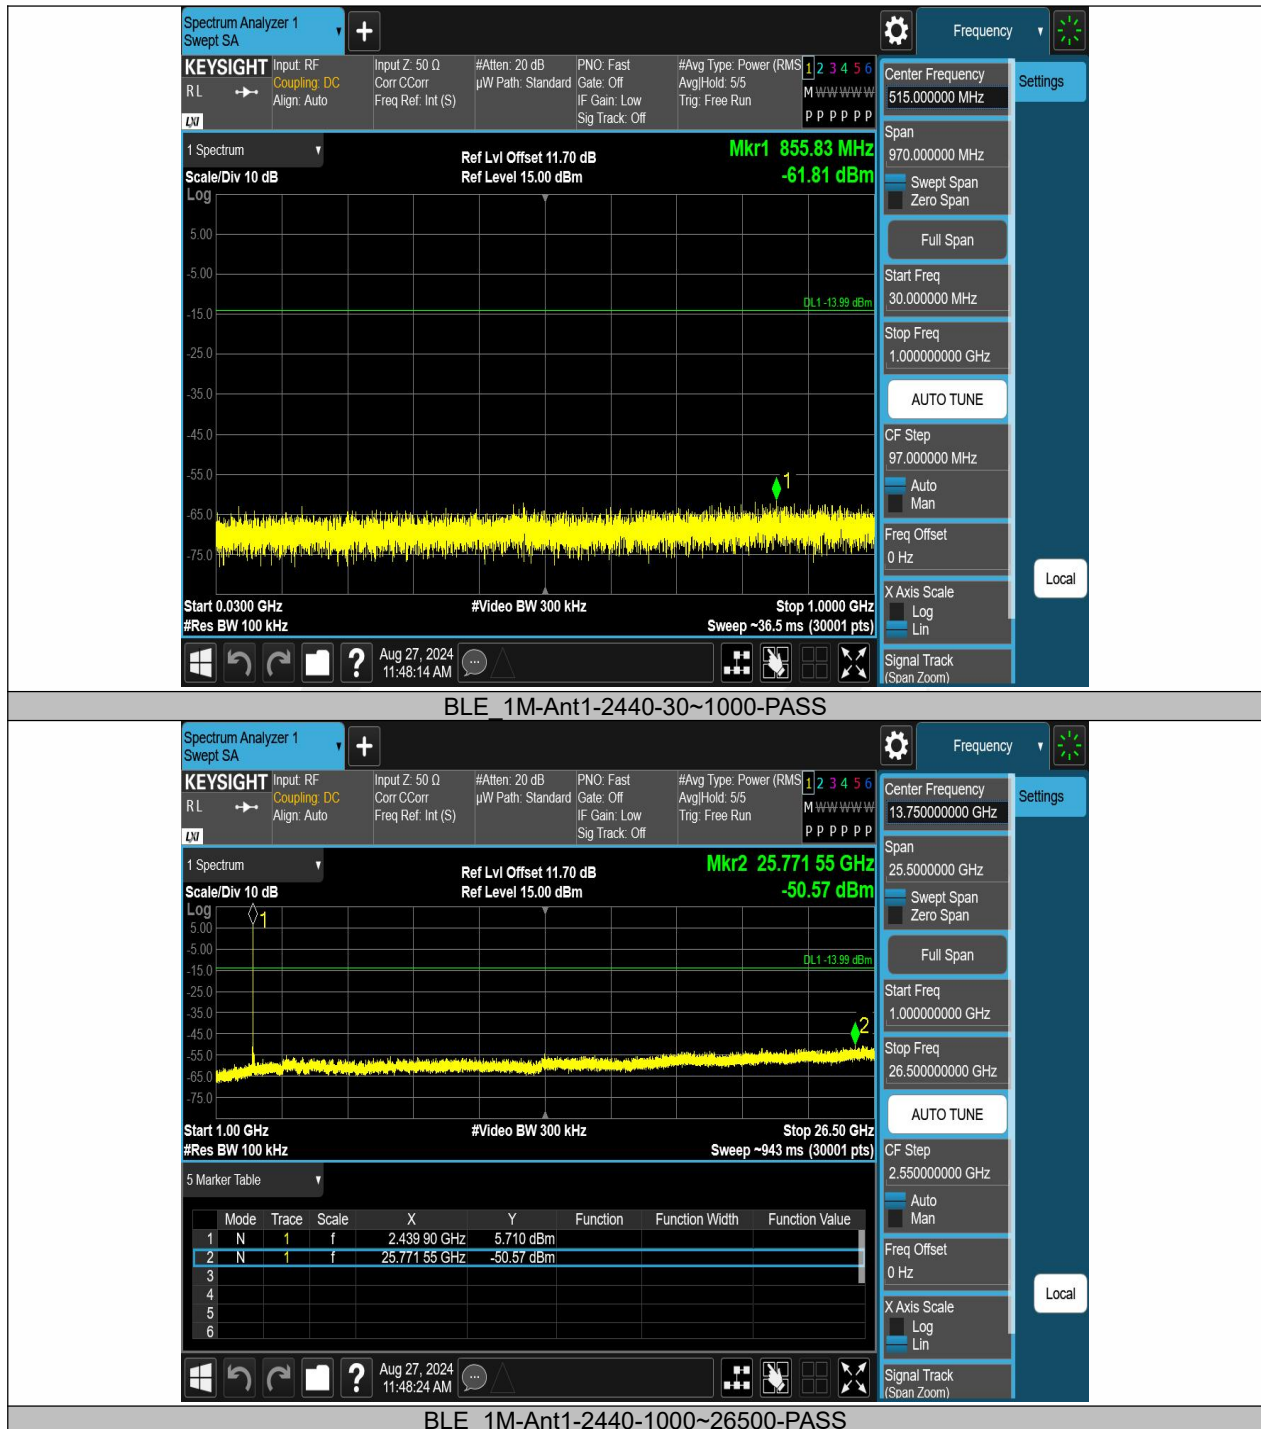 Spectrum Analyzer 1
Swept SA
Frequency
KEYSIGHT
R L
LXI
Input: RF
Coupling: DC
Align: Auto
Input Z: 50 Ω
Corr CCorr
Freq Ref: Int (S)
#Atten: 20 dB
µW Path: Standard
PNO: Fast
Gate: Off
IF Gain: Low
Sig Track: Off
#Avg Type: Power (RMS
Avg|Hold: 5/5
Trig: Free Run
1 2 3 4 5 6
M W W W W W
P P P P P P
1 Spectrum
Scale/Div 10 dB
Ref Lvl Offset 11.70 dB
Ref Level 15.00 dBm
Mkr1 855.83 MHz
-61.81 dBm
Log
5.00
-5.00
-15.0
-25.0
-35.0
-45.0
-55.0
-65.0
-75.0
DL1 -13.99 dBm
1
Start 0.0300 GHz
#Res BW 100 kHz
#Video BW 300 kHz
Stop 1.0000 GHz
Sweep ~36.5 ms (30001 pts)
Aug 27, 2024
11:48:14 AM
Center Frequency
515.000000 MHz
Span
970.000000 MHz
Swept Span
Zero Span
Full Span
Start Freq
30.000000 MHz
Stop Freq
1.000000000 GHz
AUTO TUNE
CF Step
97.000000 MHz
Auto
Man
Freq Offset
0 Hz
X Axis Scale
Log
Lin
Signal Track
(Span Zoom)
Settings
Local
BLE_1M-Ant1-2440-30~1000-PASS
Spectrum Analyzer 1
Swept SA
Frequency
KEYSIGHT
R L
LXI
Input: RF
Coupling: DC
Align: Auto
Input Z: 50 Ω
Corr CCorr
Freq Ref: Int (S)
#Atten: 20 dB
µW Path: Standard
PNO: Fast
Gate: Off
IF Gain: Low
Sig Track: Off
#Avg Type: Power (RMS
Avg|Hold: 5/5
Trig: Free Run
1 2 3 4 5 6
M W W W W W
P P P P P P
1 Spectrum
Scale/Div 10 dB
Ref Lvl Offset 11.70 dB
Ref Level 15.00 dBm
Mkr2 25.771 55 GHz
-50.57 dBm
Log
5.00
-5.00
-15.0
-25.0
-35.0
-45.0
-55.0
-65.0
-75.0
1
DL1 -13.99 dBm
2
Start 1.00 GHz
#Res BW 100 kHz
#Video BW 300 kHz
Stop 26.50 GHz
Sweep ~943 ms (30001 pts)
5 Marker Table
Mode Trace Scale X Y Function Function Width Function Value
1 N 1 f 2.439 90 GHz 5.710 dBm
2 N 1 f 25.771 55 GHz -50.57 dBm
3
4
5
6
Aug 27, 2024
11:48:24 AM
Center Frequency
13.750000000 GHz
Span
25.5000000 GHz
Swept Span
Zero Span
Full Span
Start Freq
1.000000000 GHz
Stop Freq
26.500000000 GHz
AUTO TUNE
CF Step
2.550000000 GHz
Auto
Man
Freq Offset
0 Hz
X Axis Scale
Log
Lin
Signal Track
(Span Zoom)
Settings
Local
BLE_1M-Ant1-2440-1000~26500-PASS